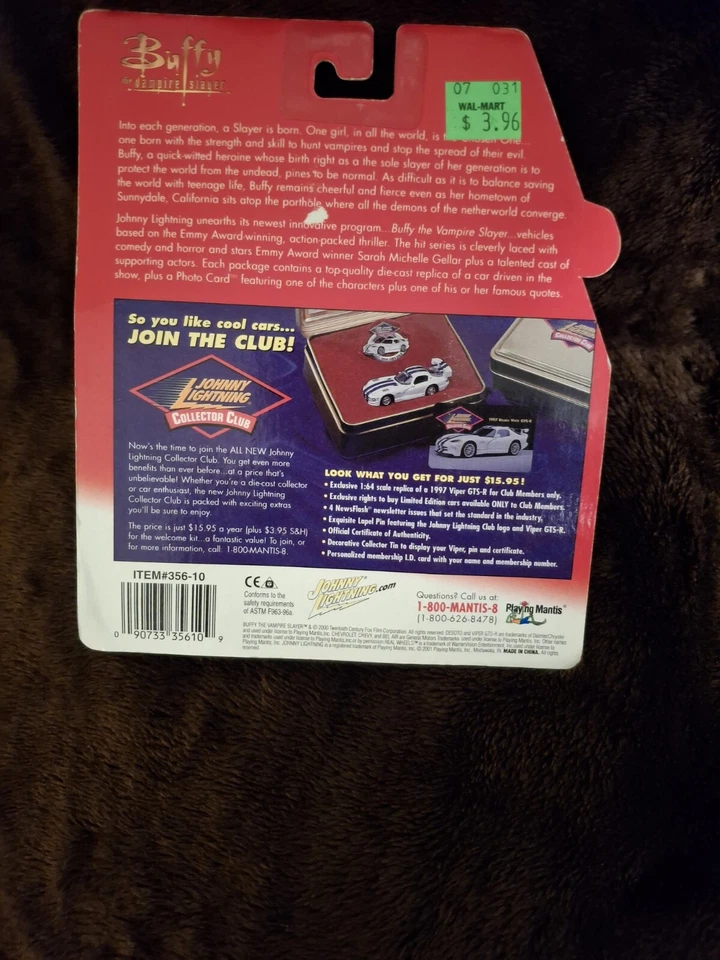 Buffy
the vampire slayer
07 031
WAL-MART
$ 3.96
Into each generation, a Slayer is born. One girl, in all the world, is
one born with the strength and skill to hunt vampires and stop the spread of their evil.
Buffy, a quick-witted heroine whose birth right as a the sole slayer of her generation is to
protect the world from the undead, pines to be normal. As difficult as it is to balance saving
the world with teenage life, Buffy remains cheerful and fierce even as her hometown of
Sunnydale, California sits atop the porthole where all the demons of the netherworld converge.
Johnny Lightning unearths its newest innovative program...Buffy the Vampire Slayer...vehicles
based on the Emmy Award-winning, action-packed thriller. The hit series is cleverly laced with
comedy and horror and stars Emmy Award winner Sarah Michelle Gellar plus a talented cast of
supporting actors. Each package contains a top-quality die-cast replica of a car driven in the
show, plus a Photo Card™ featuring one of the characters plus one of his or her famous quotes.
So you like cool cars...
JOIN THE CLUB!
JOHNNY
LIGHTNING
COLLECTOR CLUB
Now's the time to join the ALL NEW Johnny
Lightning Collector Club. You get even more
benefits than ever before...at a price that's
unbelievable! Whether you're a die-cast collector
or car enthusiast, the new Johnny Lightning
Collector Club is packed with exciting extras
you'll be sure to enjoy.
The price is just $15.95 a year (plus $3.95 S&H)
for the welcome kit...a fantastic value! To join, or
for more information, call: 1-800-MANTIS-8.
LOOK WHAT YOU GET FOR JUST $15.95!
• Exclusive 1:64 scale replica of a 1997 Viper GTS-R for Club Members only.
• Exclusive rights to buy Limited Edition cars available ONLY to Club Members.
• 4 NewsFlash™ newsletter issues that set the standard in the industry.
• Exquisite Lapel Pin featuring the Johnny Lightning Club logo and Viper GTS-R.
• Official Certificate of Authenticity.
• Decorative Collector Tin to display your Viper, pin and certificate.
• Personalized membership I.D. card with your name and membership number.
ITEM#356-10
0 90733 35610 9
CE
Conforms to the
safety requirements
of ASTM F963-96a.
JOHNNY
LIGHTNING.com
Questions? Call us at:
1-800-MANTIS-8
(1-800-626-8478)
Playing Mantis
BUFFY THE VAMPIRE SLAYER™ & © 2000 Twentieth Century Fox Film Corporation. All rights reserved.
MADE IN CHINA.